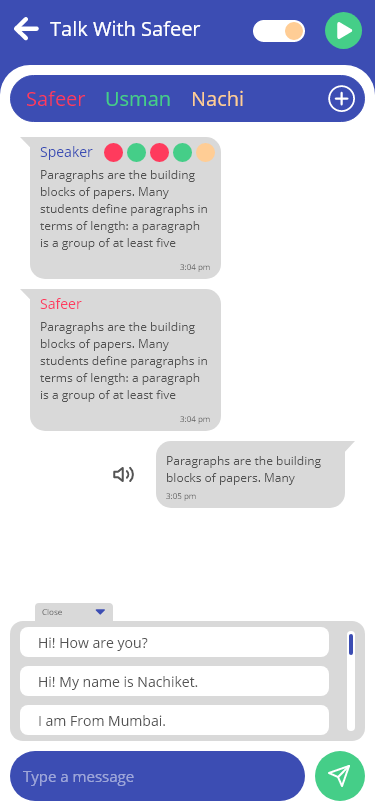 Talk With Safeer
Safeer Usman Nachi
Speaker
Paragraphs are the building
blocks of papers. Many
students define paragraphs in
terms of length: a paragraph
is a group of at least five
3:04 pm
Safeer
Paragraphs are the building
blocks of papers. Many
students define paragraphs in
terms of length: a paragraph
is a group of at least five
3:04 pm
Paragraphs are the building
blocks of papers. Many
3:05 pm
Close
Hi! How are you?
Hi! My name is Nachiket.
I am From Mumbai.
Type a message